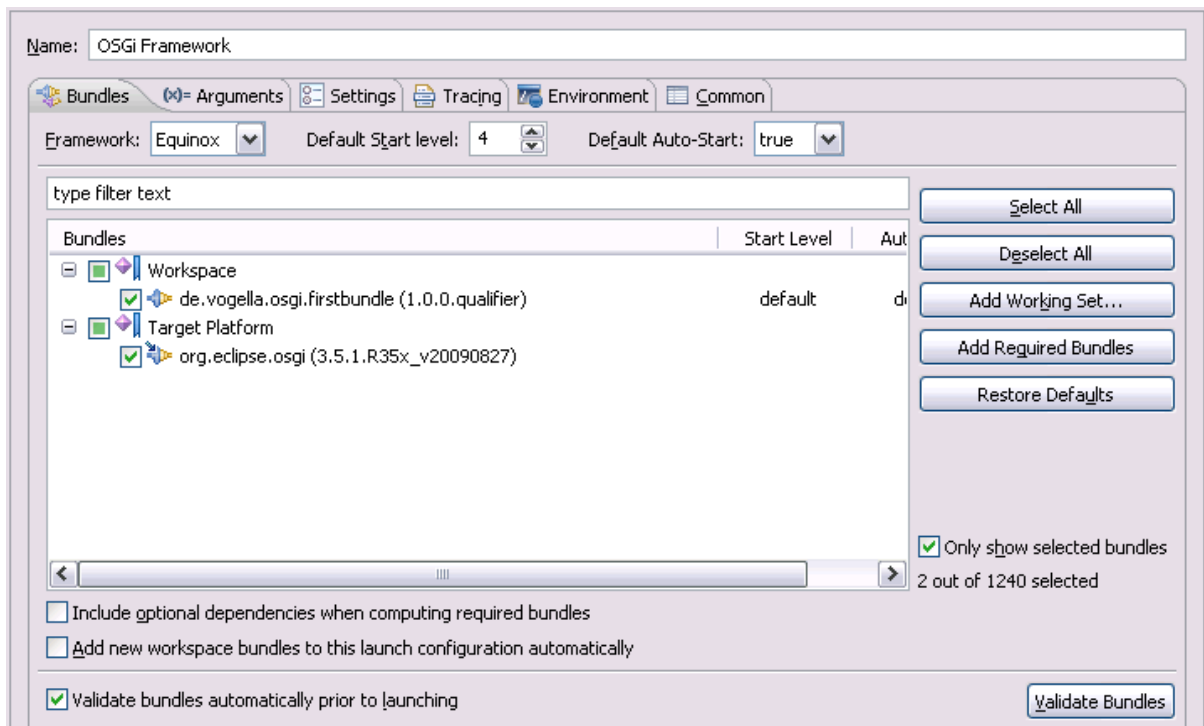 Name: OSGi Framework
Bundles (x)= Arguments Settings Tracing Environment Common
Framework: Equinox Default Start level: 4 Default Auto-Start: true
type filter text
Select All
Bundles Start Level Aut
Deselect All
Workspace
de.vogella.osgi.firstbundle (1.0.0.qualifier) default d
Add Working Set...
Target Platform
Add Required Bundles
org.eclipse.osgi (3.5.1.R35x_v20090827)
Restore Defaults
Only show selected bundles
2 out of 1240 selected
Include optional dependencies when computing required bundles
Add new workspace bundles to this launch configuration automatically
Validate bundles automatically prior to launching
Validate Bundles